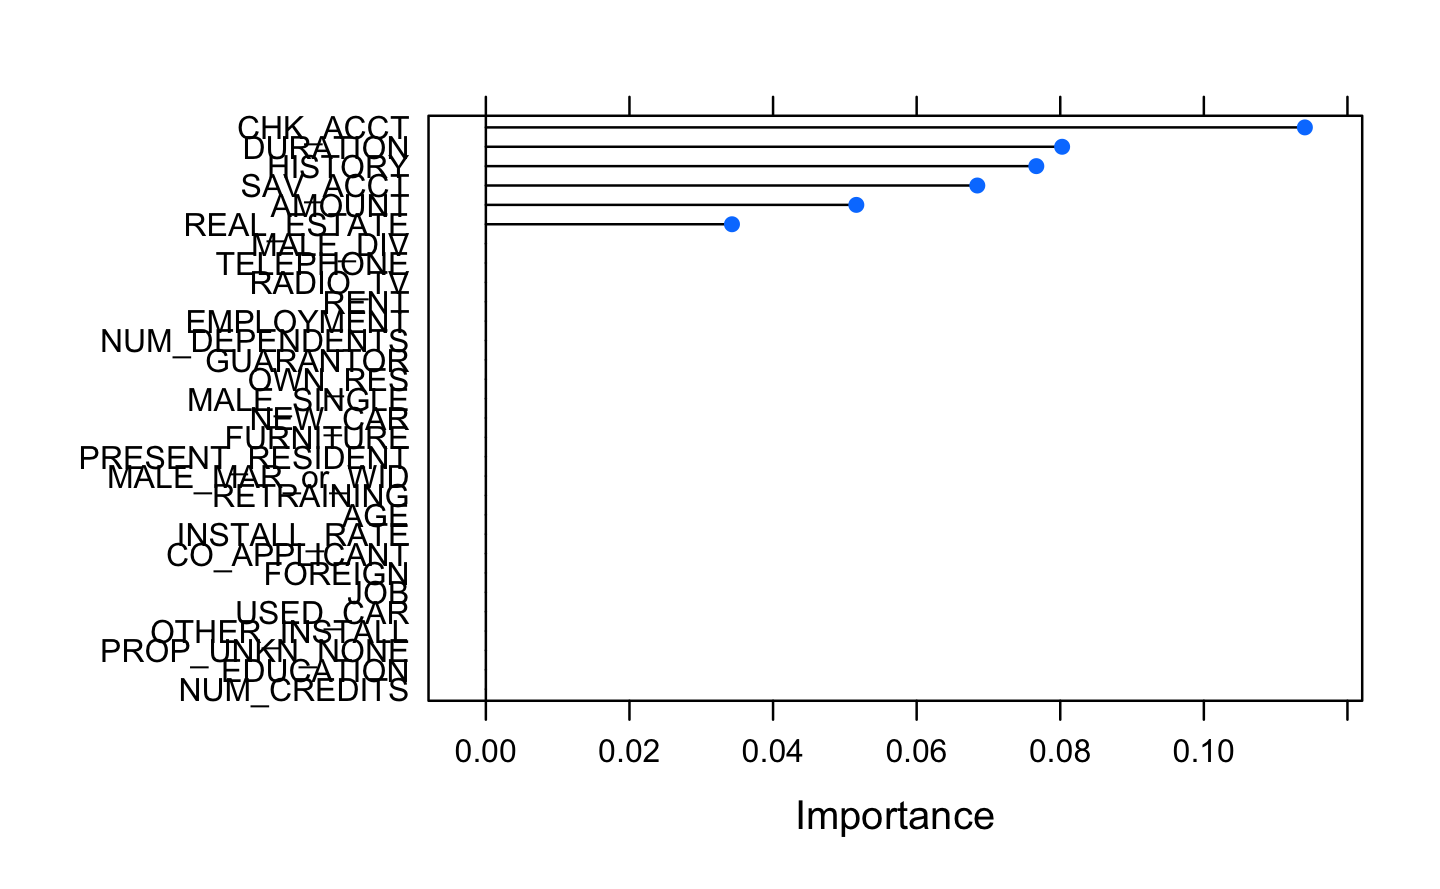 CHK_ACCT
DURATION
HISTORY
SAV_ACCT
AMOUNT
REAL_ESTATE
MALE_DIV
TELEPHONE
RADIO_TV
RENT
EMPLOYMENT
NUM_DEPENDENTS
GUARANTOR
OWN_RES
MALE_SINGLE
NEW_CAR
FURNITURE
PRESENT_RESIDENT
MALE_MAR_or_WID
RETRAINING
AGE
INSTALL_RATE
CO_APPLICANT
FOREIGN
JOB
USED_CAR
OTHER_INSTALL
PROP_UNKN_NONE
EDUCATION
NUM_CREDITS
0.00 0.02 0.04 0.06 0.08 0.10
Importance